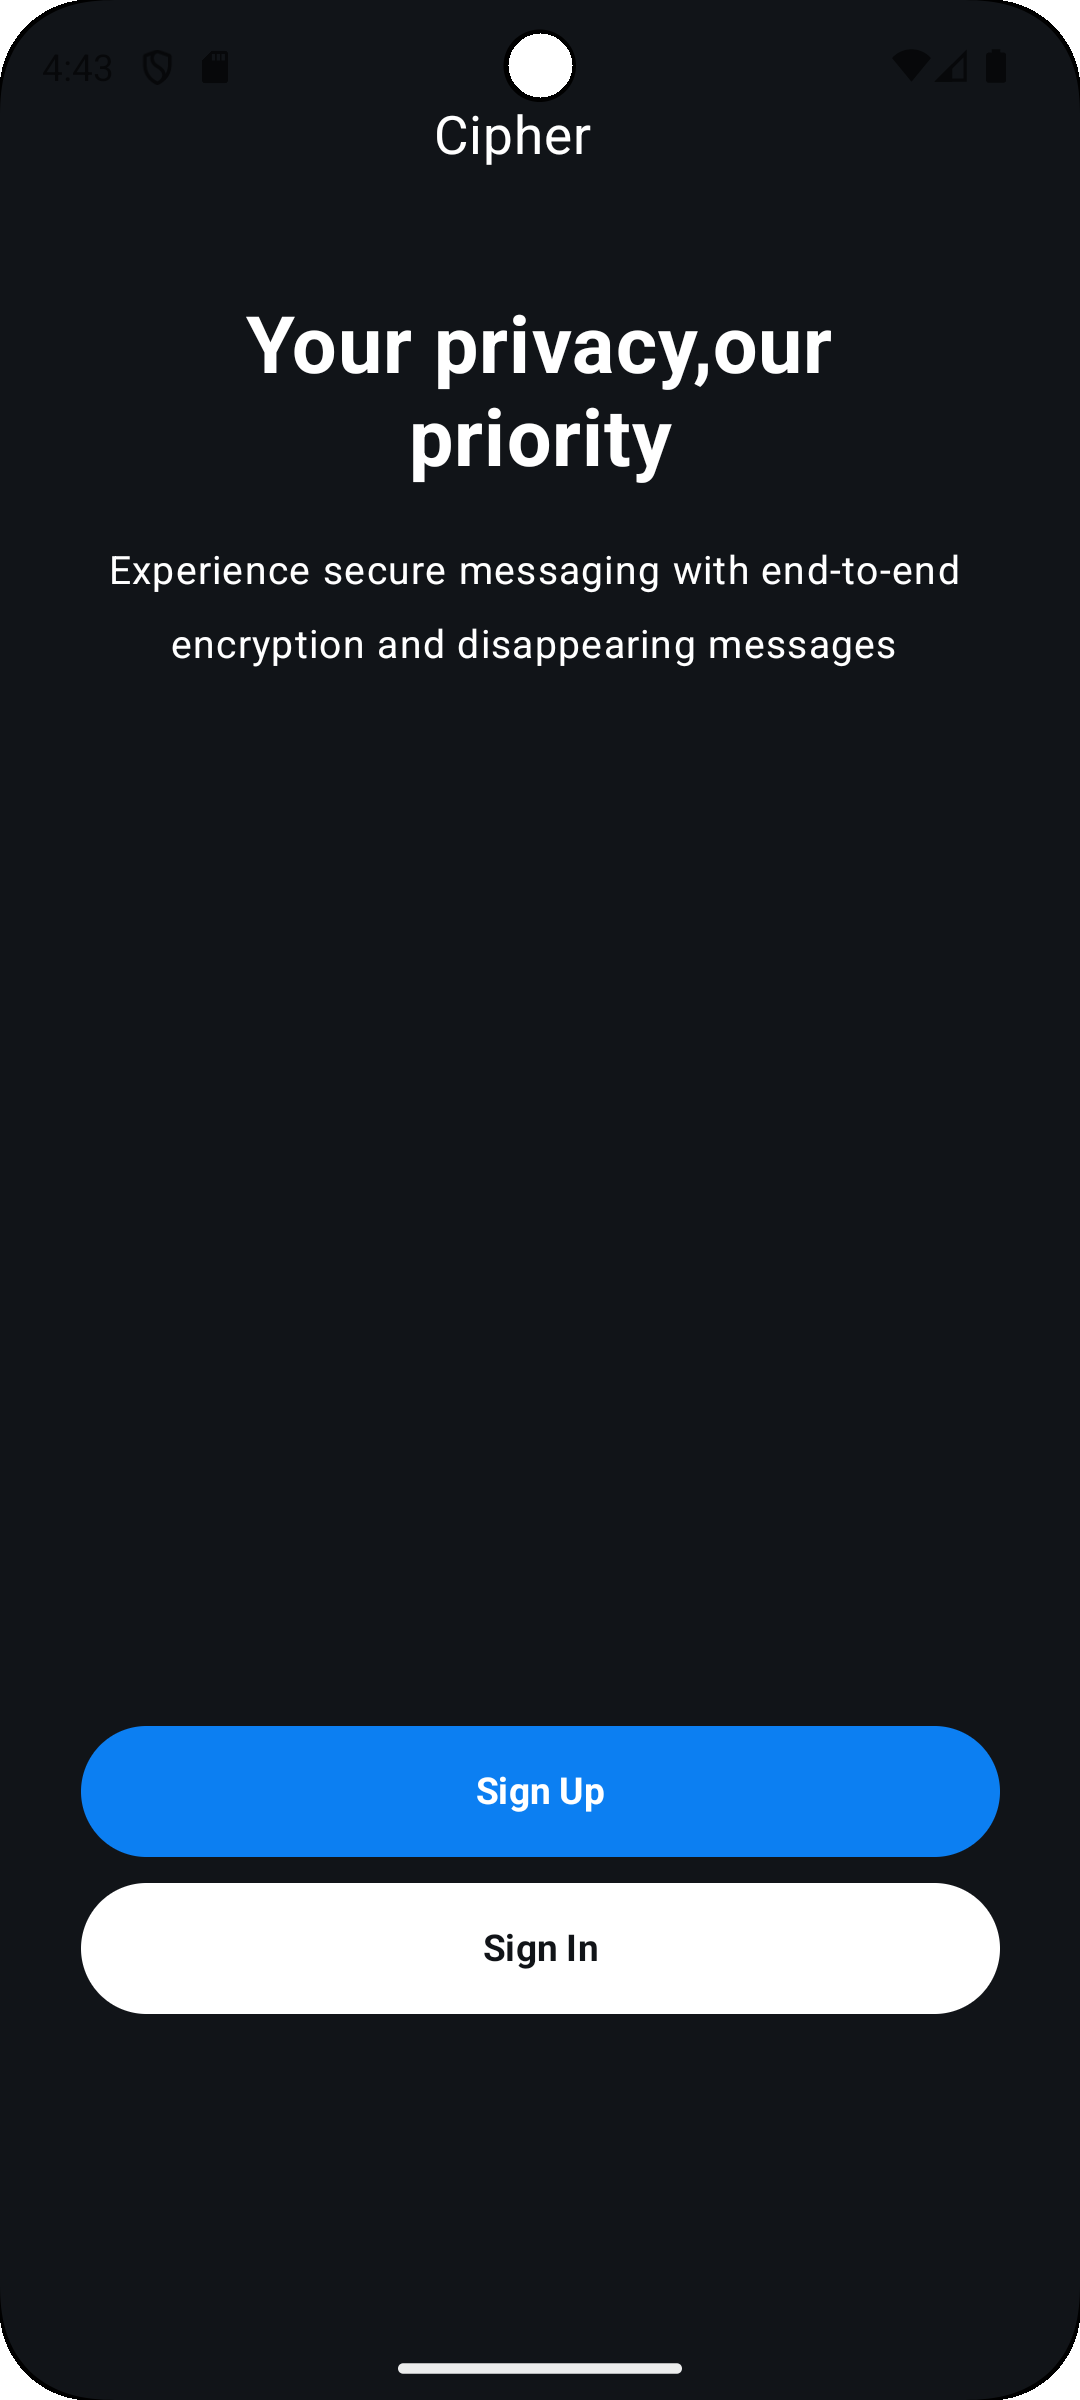 4:43
Cipher
Your privacy,our
priority
Experience secure messaging with end-to-end
encryption and disappearing messages
Sign Up
Sign In